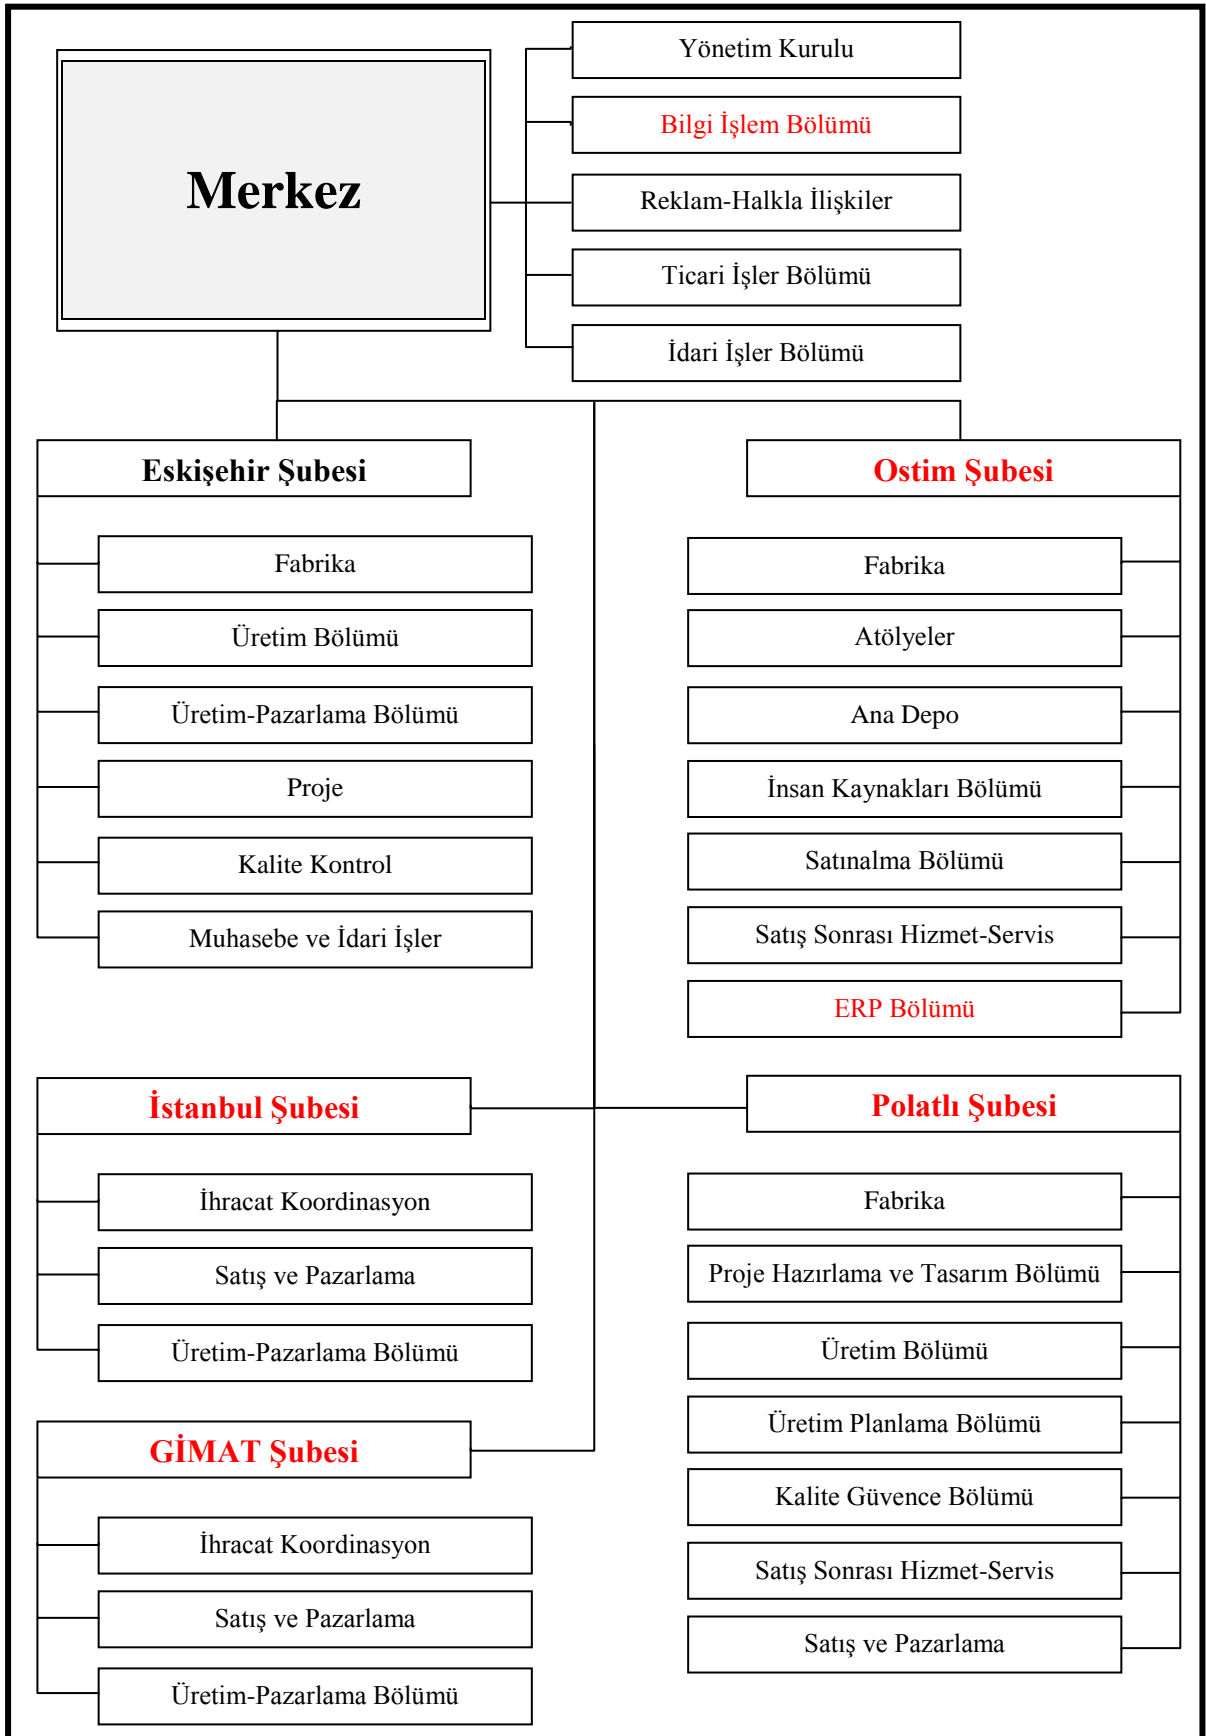 Merkez
Yönetim Kurulu
Bilgi İşlem Bölümü
Reklam-Halkla İlişkiler
Ticari İşler Bölümü
İdari İşler Bölümü
Eskişehir Şubesi
Fabrika
Üretim Bölümü
Üretim-Pazarlama Bölümü
Proje
Kalite Kontrol
Muhasebe ve İdari İşler
Ostim Şubesi
Fabrika
Atölyeler
Ana Depo
İnsan Kaynakları Bölümü
Satınalma Bölümü
Satış Sonrası Hizmet-Servis
ERP Bölümü
İstanbul Şubesi
İhracat Koordinasyon
Satış ve Pazarlama
Üretim-Pazarlama Bölümü
GİMAT Şubesi
İhracat Koordinasyon
Satış ve Pazarlama
Üretim-Pazarlama Bölümü
Polatlı Şubesi
Fabrika
Proje Hazırlama ve Tasarım Bölümü
Üretim Bölümü
Üretim Planlama Bölümü
Kalite Güvence Bölümü
Satış Sonrası Hizmet-Servis
Satış ve Pazarlama